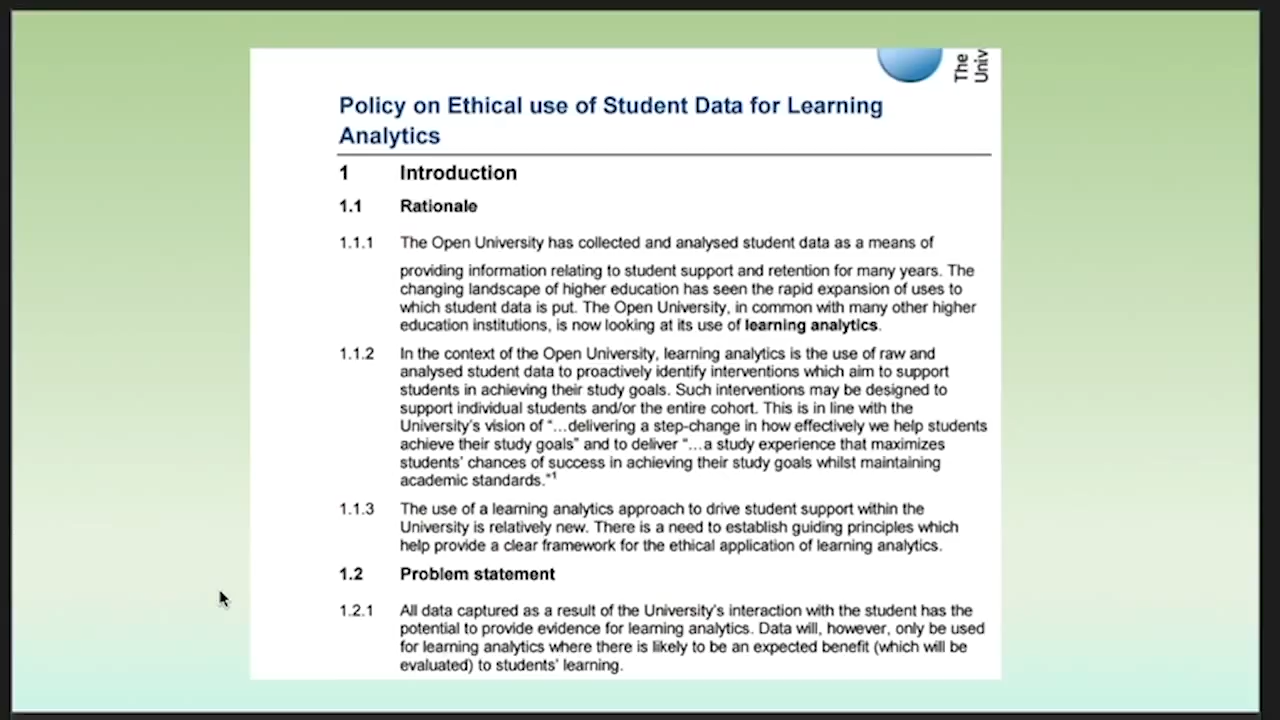 The
Univ
Policy on Ethical use of Student Data for Learning
Analytics
1 Introduction
1.1 Rationale
1.1.1 The Open University has collected and analysed student data as a means of
providing information relating to student support and retention for many years. The
changing landscape of higher education has seen the rapid expansion of uses to
which student data is put. The Open University, in common with many other higher
education institutions, is now looking at its use of learning analytics.
1.1.2 In the context of the Open University, learning analytics is the use of raw and
analysed student data to proactively identify interventions which aim to support
students in achieving their study goals. Such interventions may be designed to
support individual students and/or the entire cohort. This is in line with the
University's vision of "...delivering a step-change in how effectively we help students
achieve their study goals" and to deliver "...a study experience that maximizes
students' chances of success in achieving their study goals whilst maintaining
academic standards."¹
1.1.3 The use of a learning analytics approach to drive student support within the
University is relatively new. There is a need to establish guiding principles which
help provide a clear framework for the ethical application of learning analytics.
1.2 Problem statement
1.2.1 All data captured as a result of the University's interaction with the student has the
potential to provide evidence for learning analytics. Data will, however, only be used
for learning analytics where there is likely to be an expected benefit (which will be
evaluated) to students' learning.